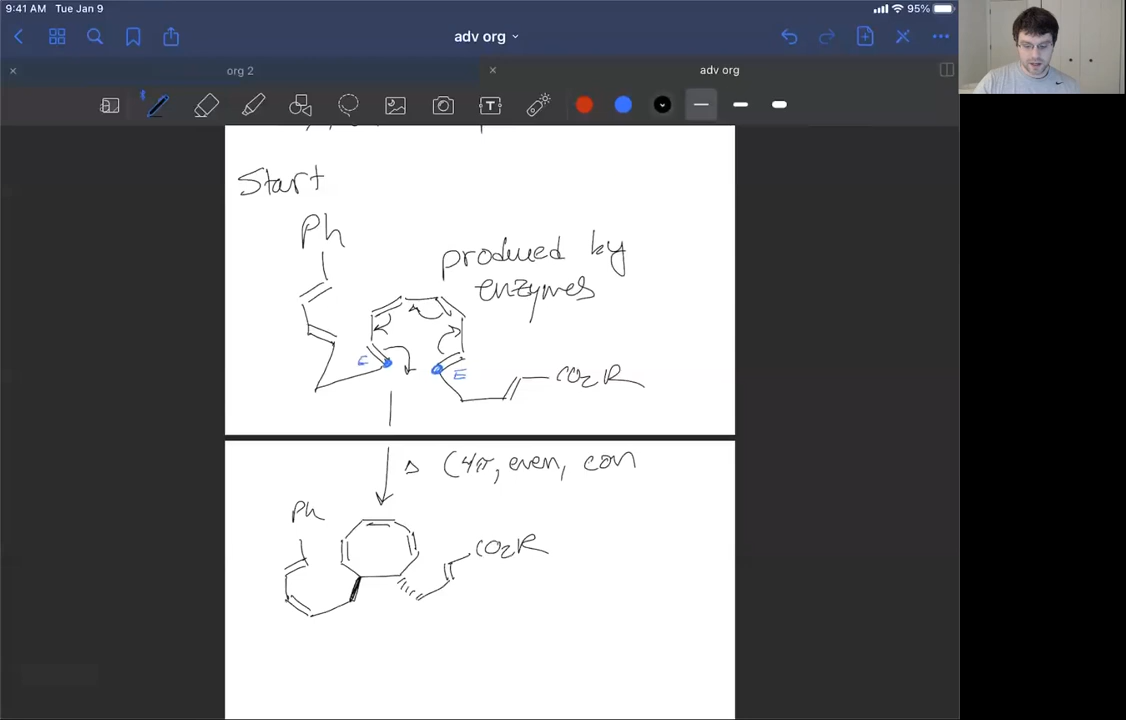 9:41 AM Tue Jan 9
95%
adv org
org 2
adv org
T
Start
Ph
produced by
enzymes
E
E
CO2R
Δ (4π, even, con
Ph
CO2R